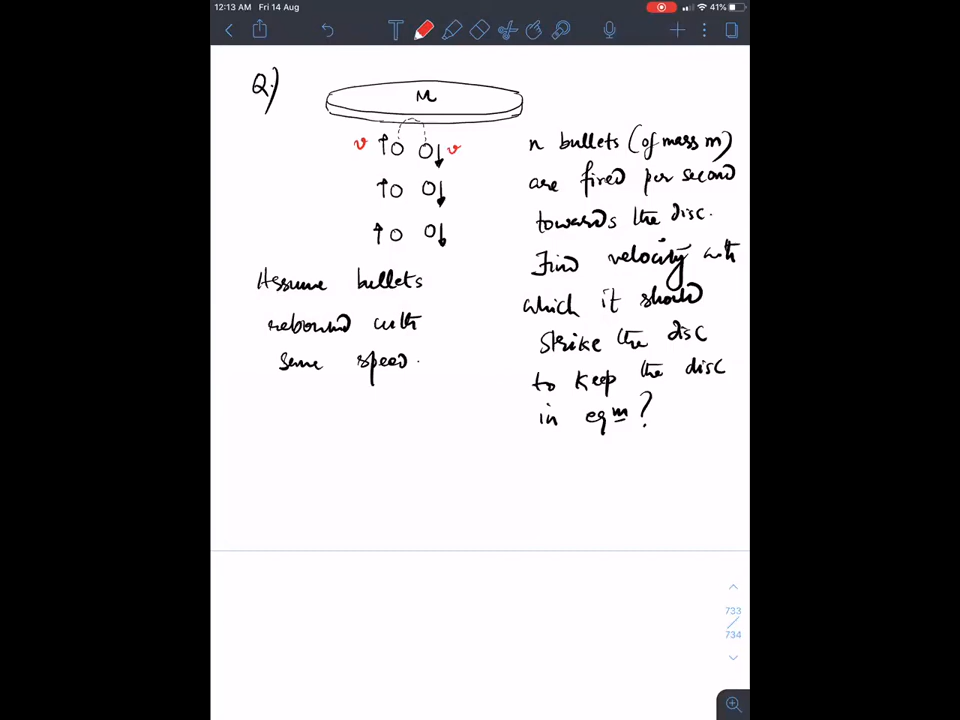 12:13 AM Fri 14 Aug
41%
T
Q.)
M
v
v
n bullets (of mass m)
are fired per second
towards the disc.
Find velocity with
which it should
strike the disc
to keep the disc
in eqm?
Assume bullets
rebound with
same speed.
733
734